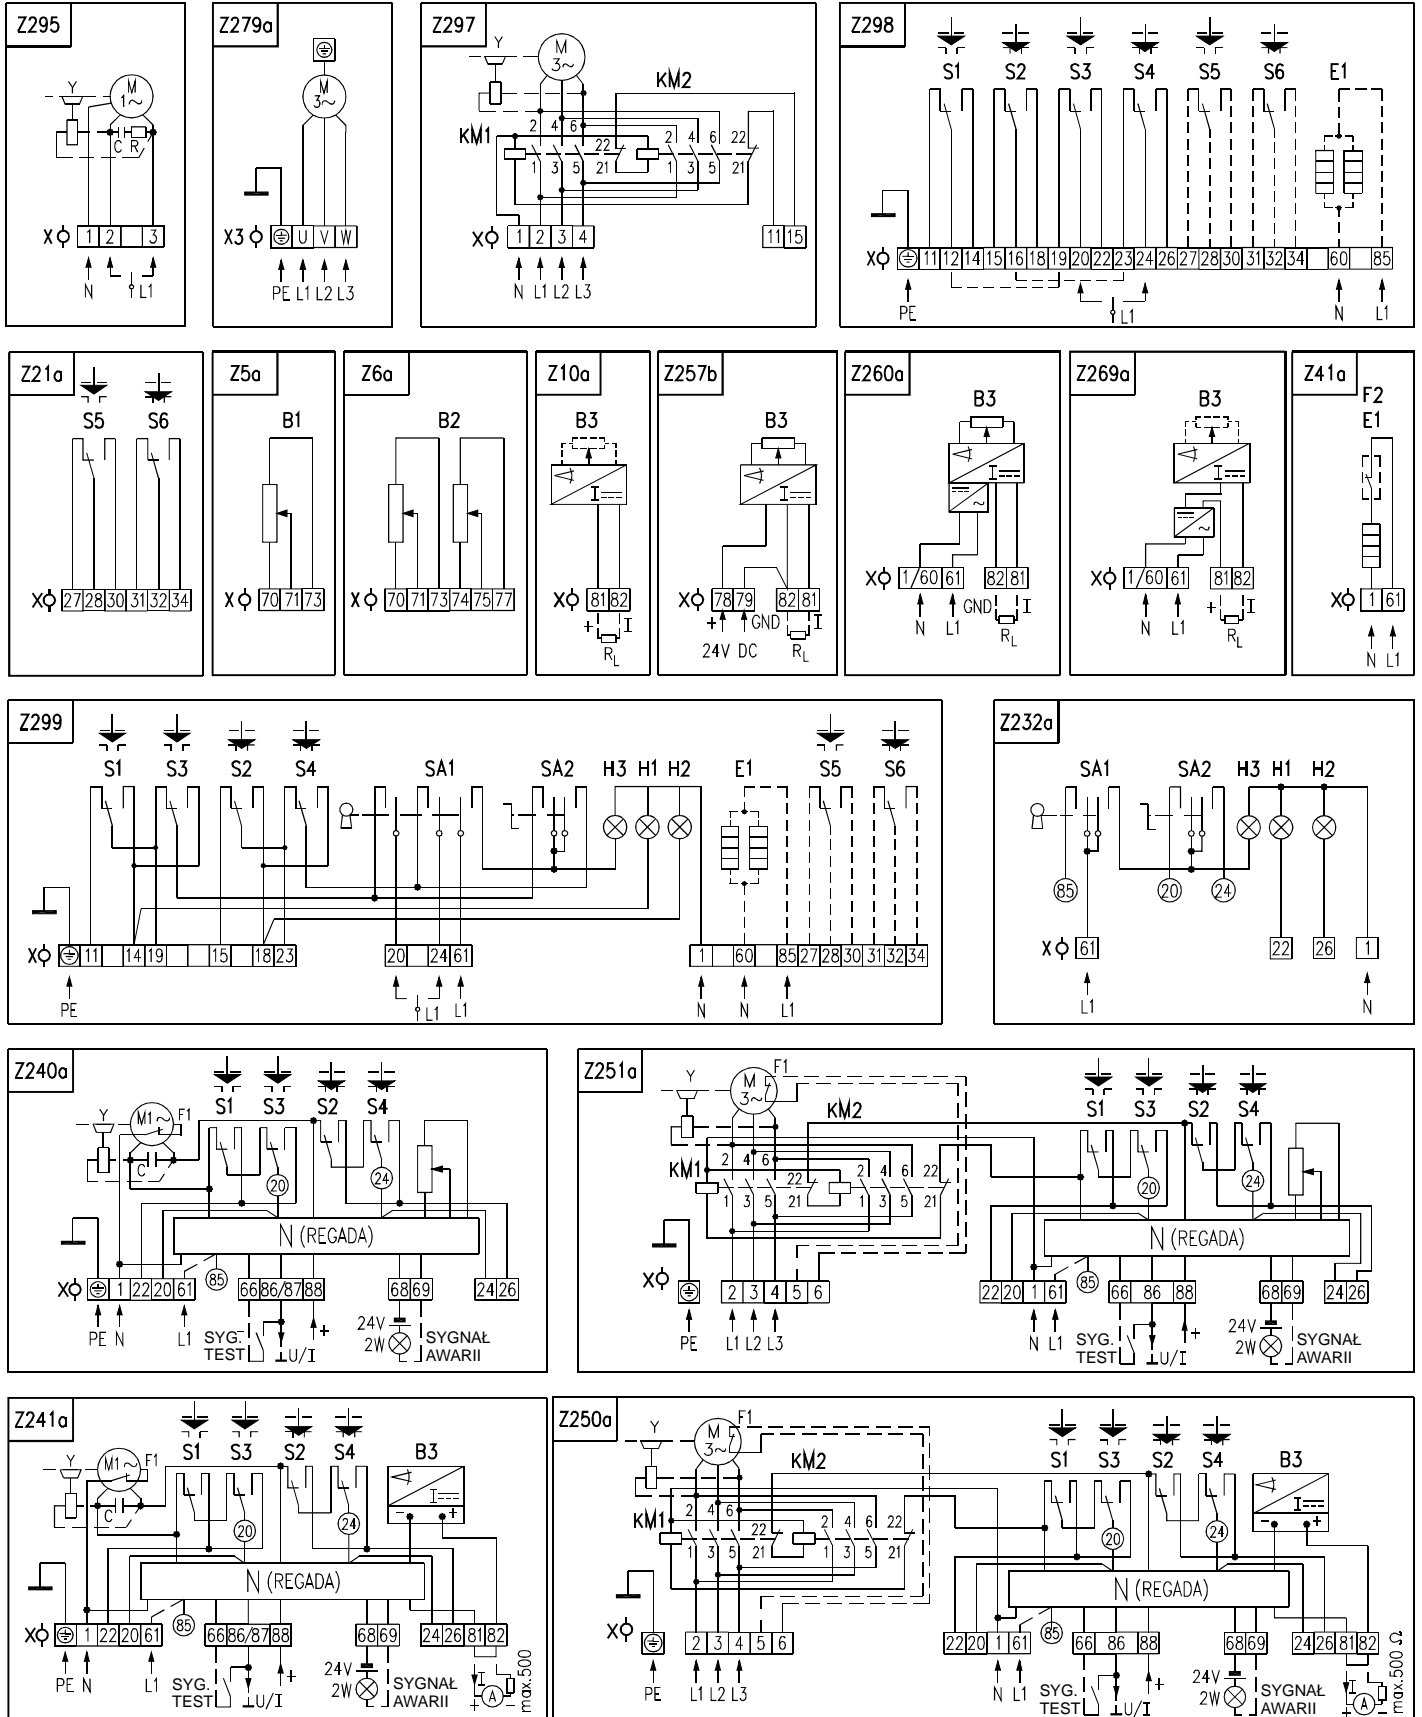 Z295
Y M 1~
C R
X 1 2 3
N L1
Z279a
M 3~
X3 U V W
PE L1 L2 L3
Z297
Y M 3~
KM2
2 4 6 22 2 4 6 22
KM1
1 3 5 21 1 3 5 21
X 1 2 3 4 11 15
N L1 L2 L3
Z298
S1 S2 S3 S4 S5 S6 E1
X 11 12 14 15 16 18 19 20 22 23 24 26 27 28 30 31 32 34 60 85
PE L1 N L1
Z21a
S5 S6
X 27 28 30 31 32 34
Z5a
B1
X 70 71 73
Z6a
B2
X 70 71 73 74 75 77
Z10a
B3
I
X 81 82
+ I
RL
Z257b
B3
I
X 78 79 82 81
+ GND I
24V DC RL
Z260a
B3
I
~
X 1/60 61 82 81
GND I
N L1 RL
Z269a
B3
I
~
X 1/60 61 81 82
+ I
N L1 RL
Z41a
F2
E1
X 1 61
N L1
Z299
S1 S3 S2 S4 SA1 SA2 H3 H1 H2 E1 S5 S6
X 11 14 19 15 18 23 20 24 61 1 60 85 27 28 30 31 32 34
PE L1 L1 N N L1
Z232a
SA1 SA2 H3 H1 H2
85 20 24
X 61 22 26 1
L1 N
Z240a
S1 S3 S2 S4
Y M1~ F1
C
20 24
N (REGADA)
85
X 1 22 20 61 66 86/87 88 68 69 24 26
PE N L1 SYG. TEST U/I + 24V 2W SYGNAŁ AWARII
Z251a
Y M 3~ F1
S1 S3 S2 S4
KM2
2 4 6 22 2 4 6 22
KM1
1 3 5 21 1 3 5 21
20 24
N (REGADA)
85
X 2 3 4 5 6 22 20 1 61 66 86 88 68 69 24 26
PE L1 L2 L3 N L1 SYG. TEST U/I + 24V 2W SYGNAŁ AWARII
Z241a
S1 S3 S2 S4 B3
Y M1~ F1
C
I
- +
20 24
N (REGADA)
85
X 1 22 20 61 66 86/87 88 68 69 24 26 81 82
PE N L1 SYG. TEST U/I + 24V 2W SYGNAŁ AWARII I A + - max.500
Z250a
Y M 3~ F1
S1 S3 S2 S4 B3
KM2
I
- +
2 4 6 22 2 4 6 22
KM1
1 3 5 21 1 3 5 21
20 24
N (REGADA)
85
X 2 3 4 5 6 22 20 1 61 66 86 88 68 69 24 26 81 82
PE L1 L2 L3 N L1 SYG. TEST U/I + 24V 2W SYGNAŁ AWARII I A + - max.500 Ω